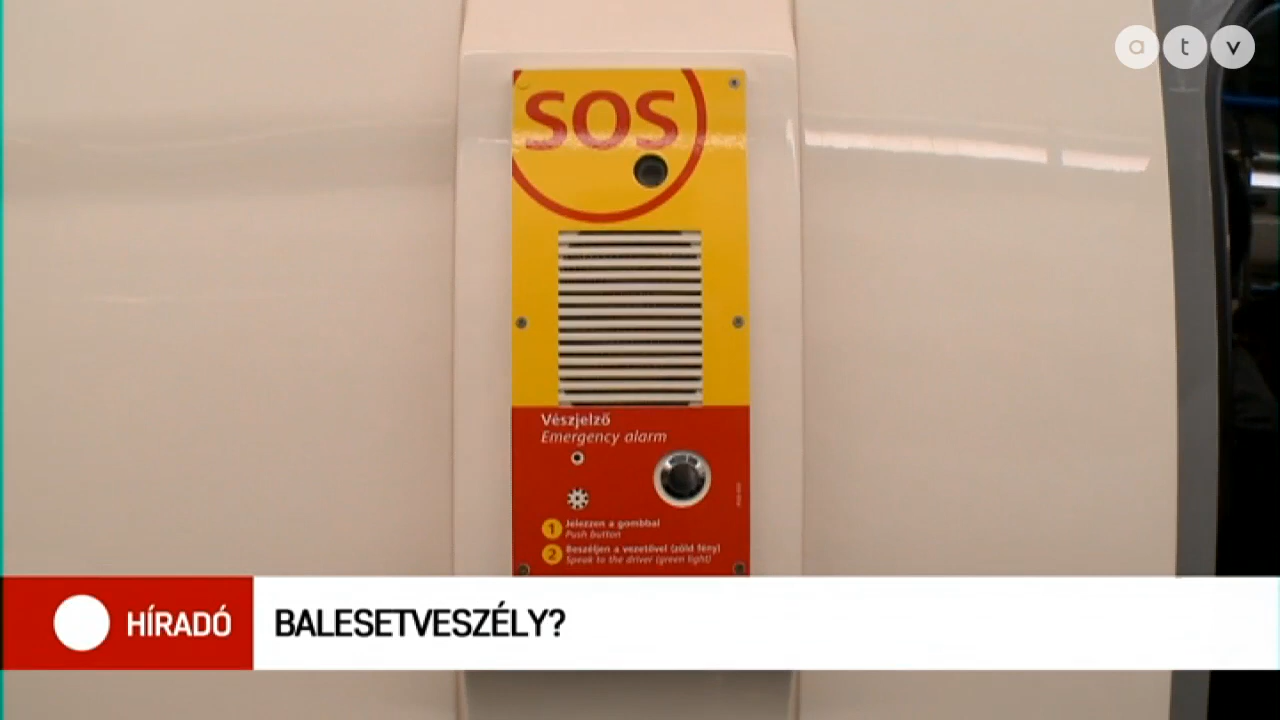 atv
SOS
Vészjelző
Emergency alarm
1 Jelezzen a gombbal
Push button
2 Beszéljen a vezetővel (zöld fény)
Speak to the driver (green light)
HÍRADÓ
BALESETVESZÉLY?